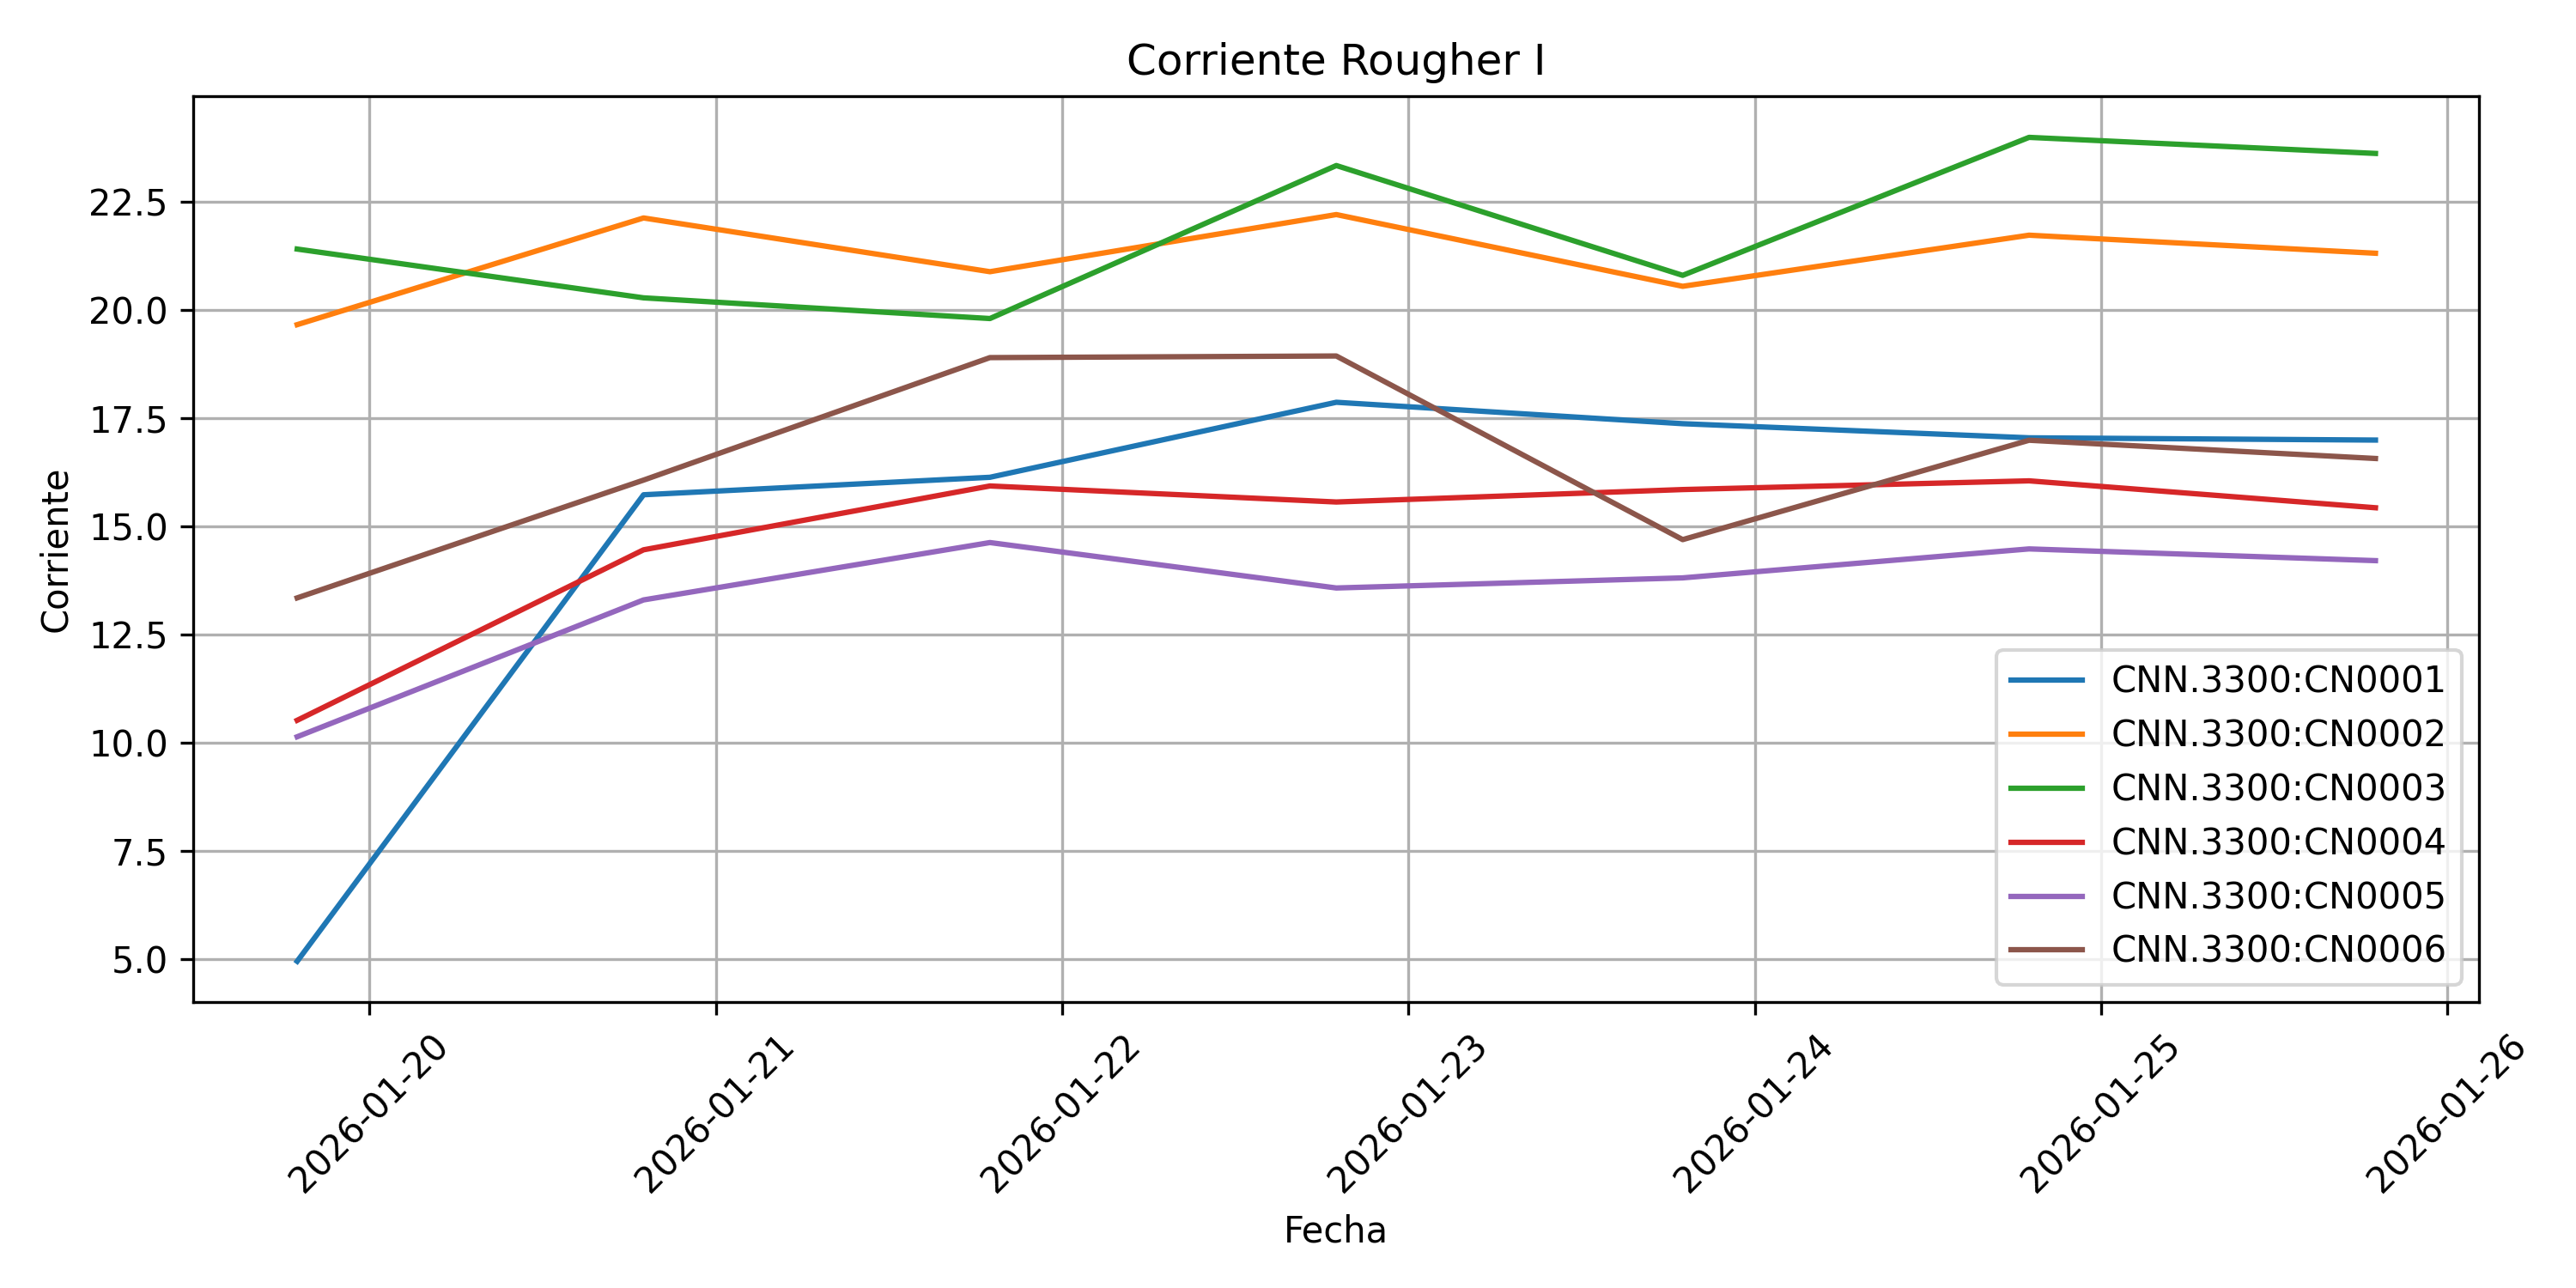 Corriente Rougher I
Corriente
22.5
20.0
17.5
15.0
12.5
10.0
7.5
5.0
CNN.3300:CN0001
CNN.3300:CN0002
CNN.3300:CN0003
CNN.3300:CN0004
CNN.3300:CN0005
CNN.3300:CN0006
2026-01-20
2026-01-21
2026-01-22
2026-01-23
2026-01-24
2026-01-25
2026-01-26
Fecha